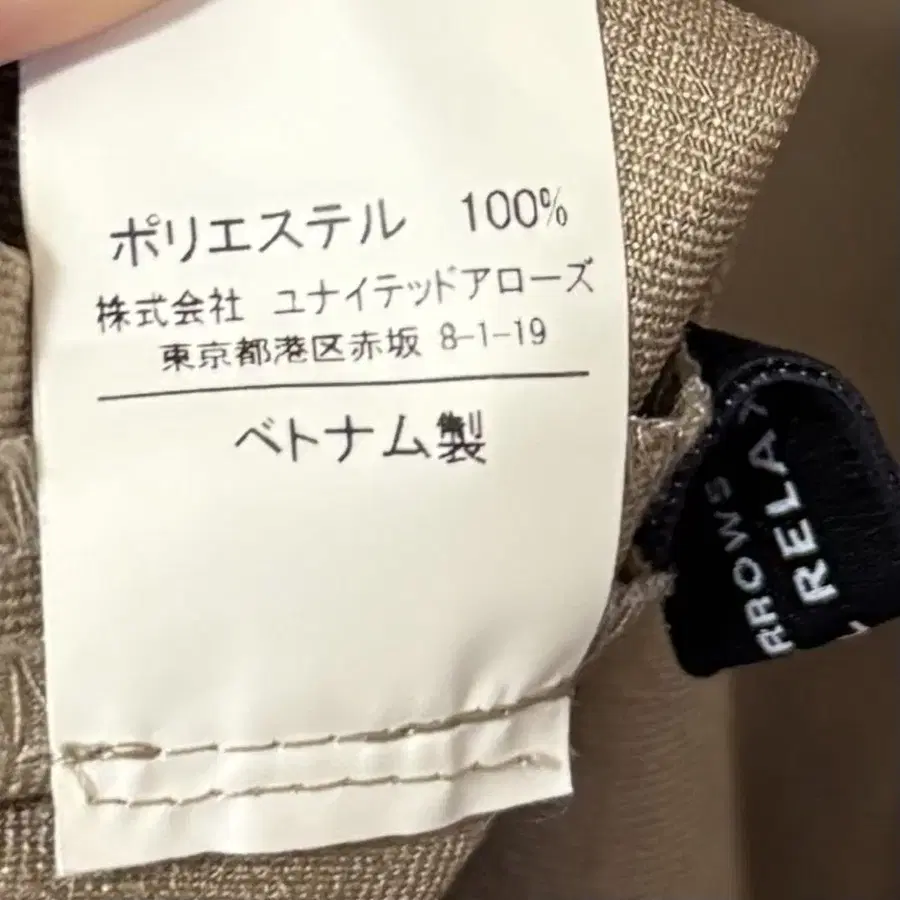 ポリエステル 100%
株式会社 ユナイテッドアローズ
東京都港区赤坂 8-1-19
ベトナム製
RROWS
RELA